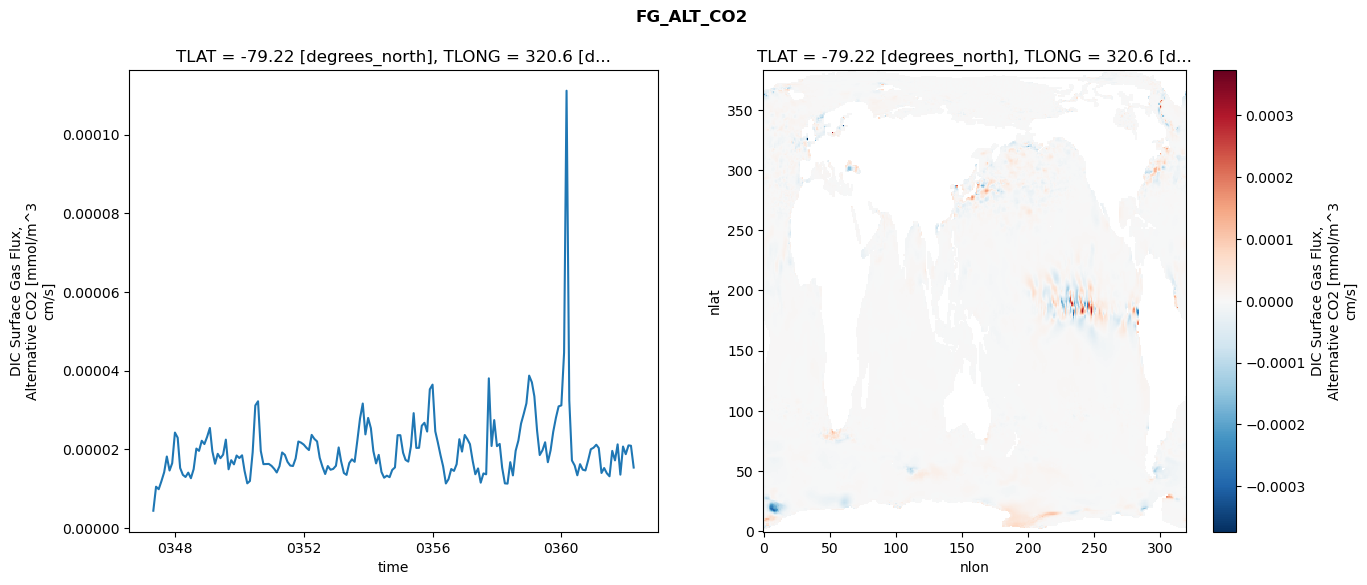 FG_ALT_CO2
TLAT = -79.22 [degrees_north], TLONG = 320.6 [d...
DIC Surface Gas Flux,
Alternative CO2 [mmol/m^3
cm/s]
0.00010
0.00008
0.00006
0.00004
0.00002
0.00000
0348
0352
0356
0360
time
TLAT = -79.22 [degrees_north], TLONG = 320.6 [d...
nlat
350
300
250
200
150
100
50
0
0
50
100
150
200
250
300
nlon
0.0003
0.0002
0.0001
0.0000
−0.0001
−0.0002
−0.0003
DIC Surface Gas Flux,
Alternative CO2 [mmol/m^3
cm/s]